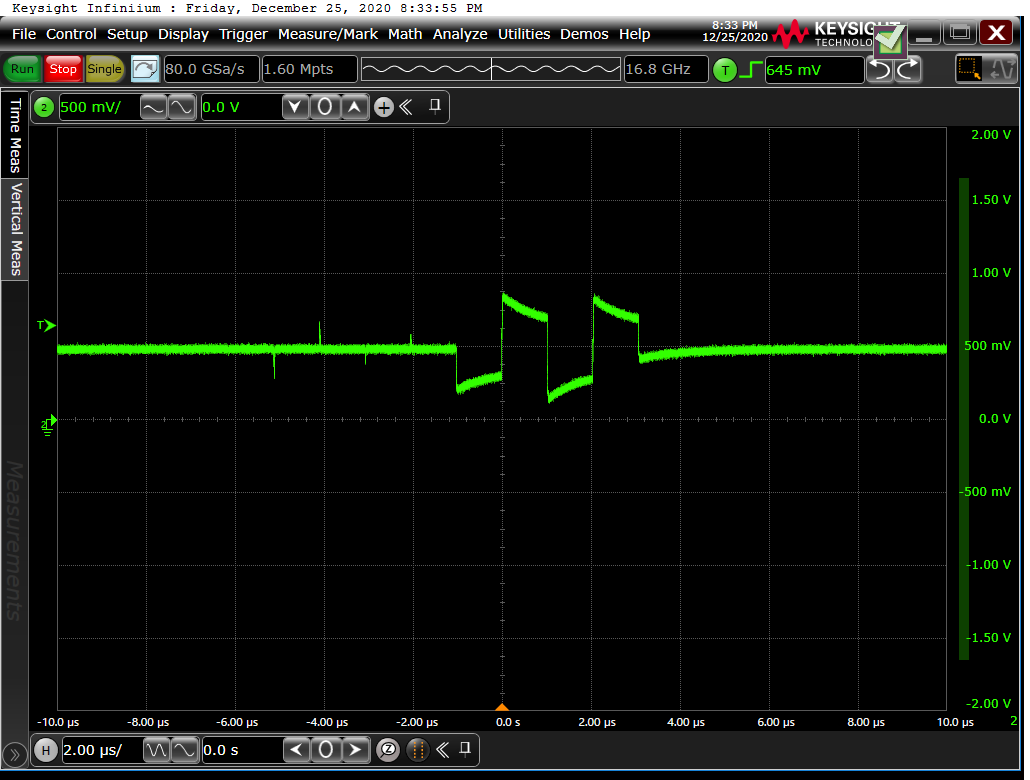 Keysight Infiniium : Friday, December 25, 2020 8:33:55 PM
File Control Setup Display Trigger Measure/Mark Math Analyze Utilities Demos Help
8:33 PM
12/25/2020
KEYSIGHT
Run Stop Single 80.0 GSa/s 1.60 Mpts 16.8 GHz T 645 mV
2 500 mV/ 0.0 V
Time Meas
Vertical Meas
Measurements
2.00 V
1.50 V
1.00 V
T
500 mV
2
0.0 V
-500 mV
-1.00 V
-1.50 V
-2.00 V
-10.0 µs -8.00 µs -6.00 µs -4.00 µs -2.00 µs 0.0 s 2.00 µs 4.00 µs 6.00 µs 8.00 µs 10.0 µs 2
H 2.00 µs/ 0.0 s Z